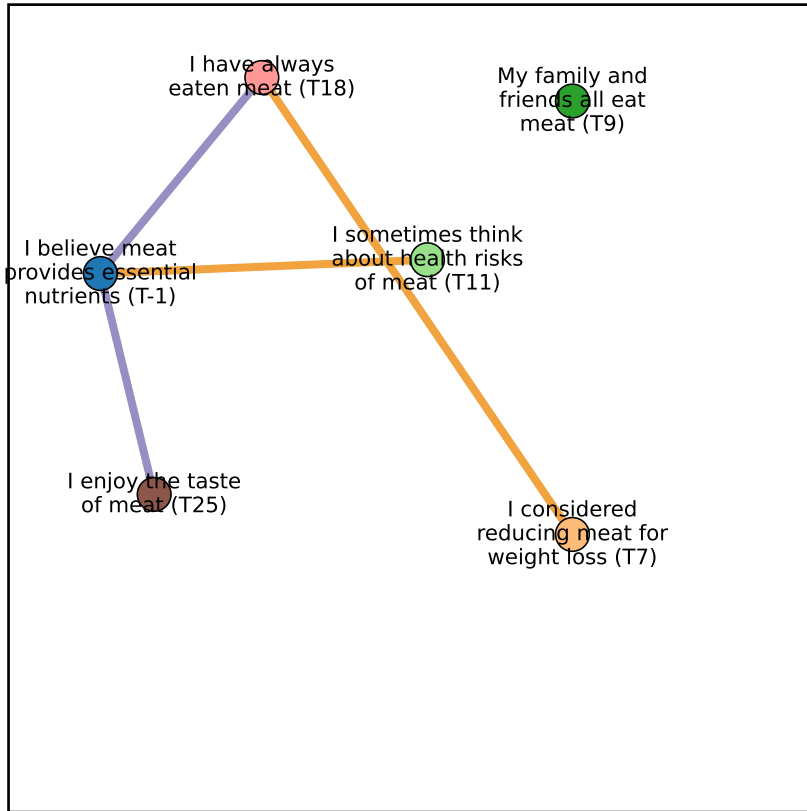 I have always
eaten meat (T18)
My family and
friends all eat
meat (T9)
I sometimes think
about health risks
of meat (T11)
I believe meat
provides essential
nutrients (T-1)
I enjoy the taste
of meat (T25)
I considered
reducing meat for
weight loss (T7)